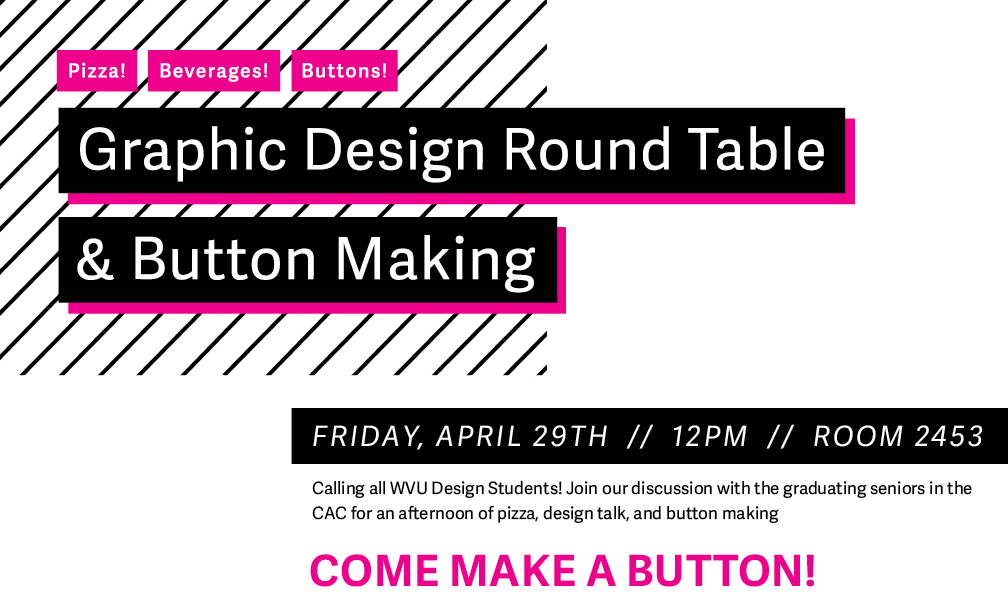 Pizza! Beverages! Buttons!
Graphic Design Round Table
& Button Making
FRIDAY, APRIL 29TH // 12PM // ROOM 2453
Calling all WVU Design Students! Join our discussion with the graduating seniors in the
CAC for an afternoon of pizza, design talk, and button making
COME MAKE A BUTTON!